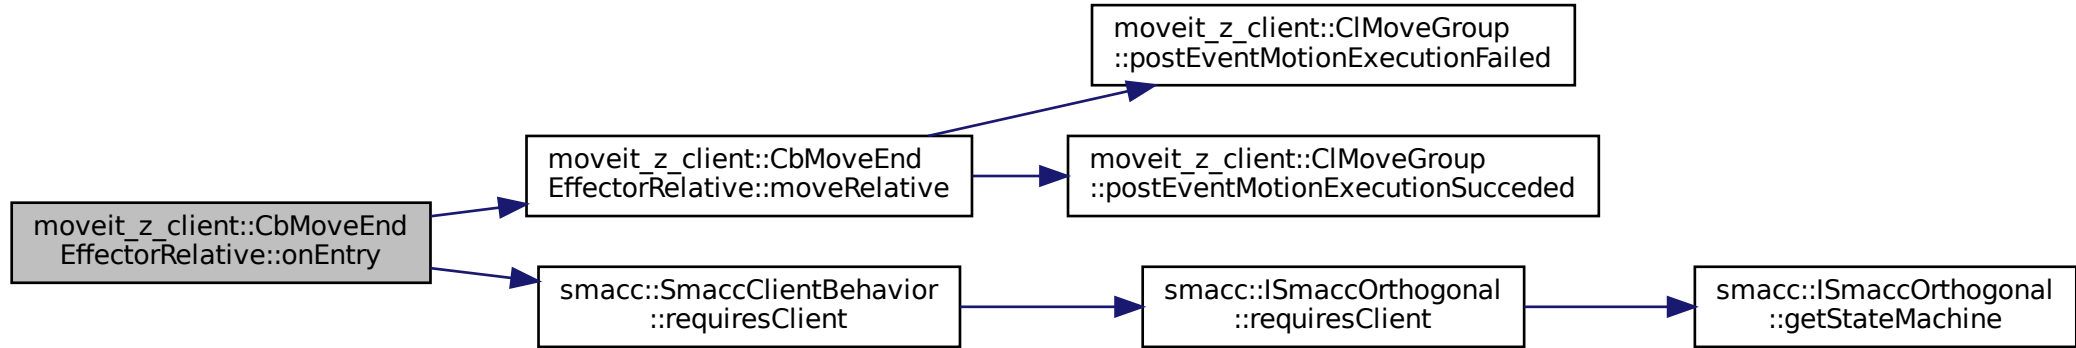 moveit_z_client::ClMoveGroup
::postEventMotionExecutionFailed
moveit_z_client::CbMoveEnd
EffectorRelative::moveRelative
moveit_z_client::ClMoveGroup
::postEventMotionExecutionSucceded
moveit_z_client::CbMoveEnd
EffectorRelative::onEntry
smacc::SmaccClientBehavior
::requiresClient
smacc::ISmaccOrthogonal
::requiresClient
smacc::ISmaccOrthogonal
::getStateMachine